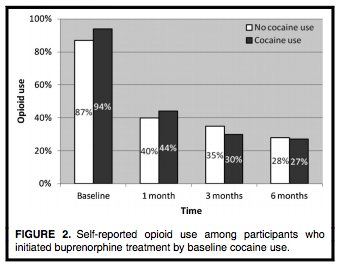 100%
No cocaine use
Cocaine use
80%
60%
40%
20%
0%
Opioid use
87%
94%
40%
44%
35%
30%
28%
27%
Baseline
1 month
3 months
6 months
Time
FIGURE 2. Self-reported opioid use among participants who
initiated buprenorphine treatment by baseline cocaine use.